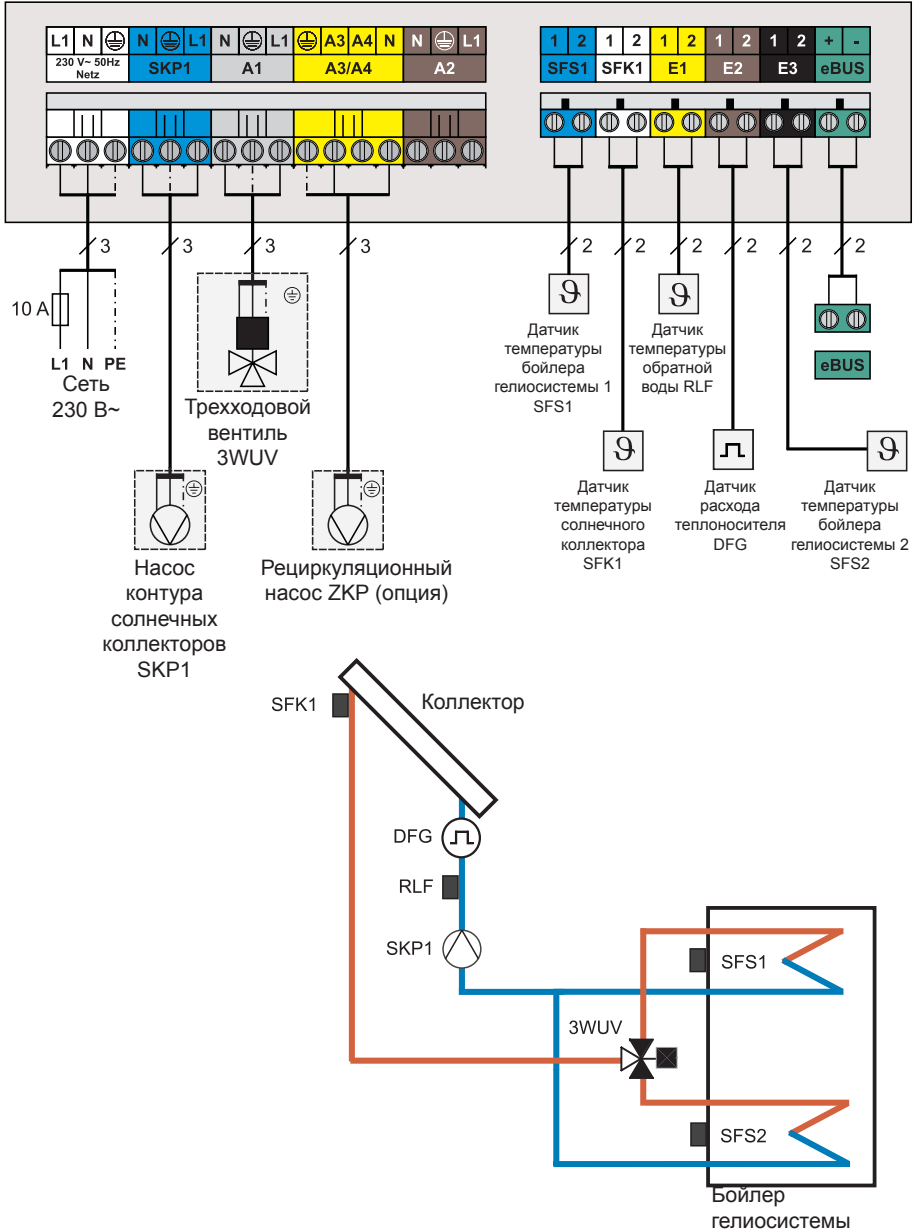 L1 N N L1 N L1 A3 A4 N N L1
230 V~ 50Hz
Netz
SKP1 A1 A3/A4 A2
1 2 1 2 1 2 1 2 1 2 + -
SFS1 SFK1 E1 E2 E3 eBUS
3 3 3 3 2 2 2 2 2 2
10 A
L1 N PE
Сеть
230 В~
Трехходовой
вентиль
3WUV
Насос
контура
солнечных
коллекторов
SKP1
Рециркуляционный
насос ZKP (опция)
ϑ
Датчик
температуры
бойлера
гелиосистемы 1
SFS1
ϑ
Датчик
температуры
обратной
воды RLF
eBUS
ϑ
Датчик
температуры
солнечного
коллектора
SFK1
Датчик
расхода
теплоносителя
DFG
ϑ
Датчик
температуры
бойлера
гелиосистемы 2
SFS2
SFK1
Коллектор
DFG
RLF
SKP1
SFS1
3WUV
SFS2
Бойлер
гелиосистемы